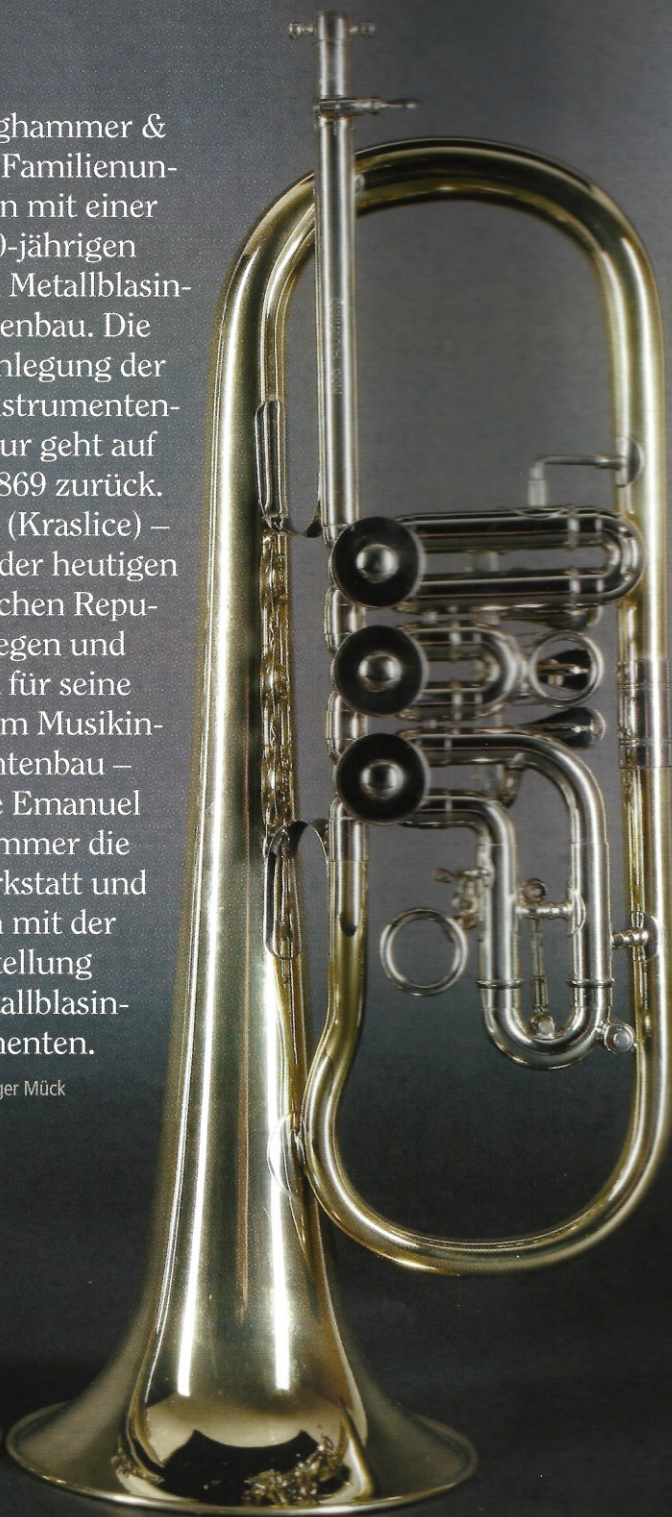 ghammer &
Familienun-
n mit einer
0-jährigen
Metallblasin-
enbau. Die
nlegung der
nstrumenten-
ur geht auf
869 zurück.
(Kraslice) –
der heutigen
chen Repu-
egen und
für seine
m Musikin-
ntenbau –
e Emanuel
mmer die
rkstatt und
n mit der
tellung
tallblasin-
menten.
ger Mück